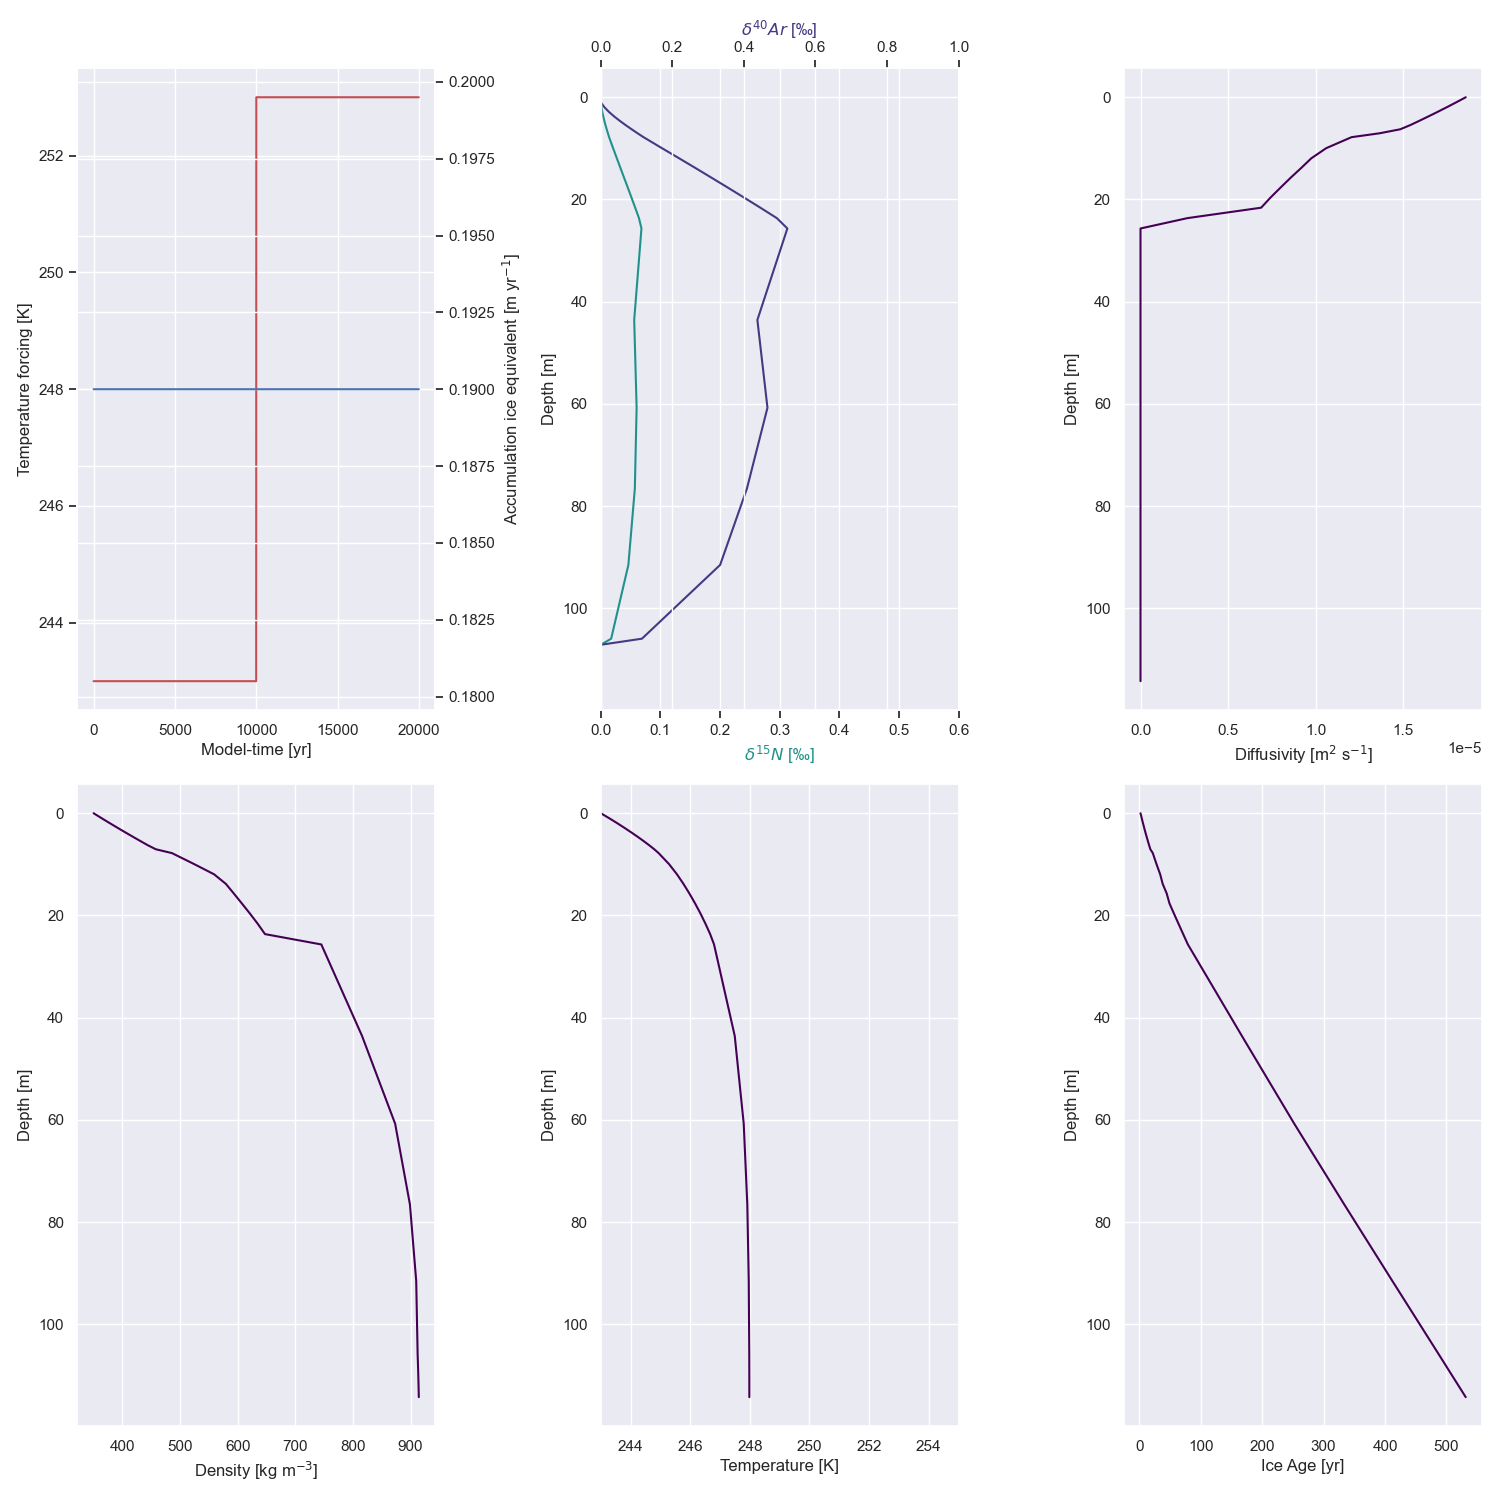 δ⁴⁰Ar [‰]
0.0 0.2 0.4 0.6 0.8 1.0
Temperature forcing [K]
252
250
248
246
244
0 5000 10000 15000 20000
Model-time [yr]
0.2000
0.1975
0.1950
0.1925
0.1900
0.1875
0.1850
0.1825
0.1800
Accumulation ice equivalent [m yr⁻¹]
Depth [m]
0
20
40
60
80
100
0.0 0.1 0.2 0.3 0.4 0.5 0.6
δ¹⁵N [‰]
Depth [m]
0
20
40
60
80
100
0.0 0.5 1.0 1.5
1e−5
Diffusivity [m² s⁻¹]
Depth [m]
0
20
40
60
80
100
400 500 600 700 800 900
Density [kg m⁻³]
Depth [m]
0
20
40
60
80
100
244 246 248 250 252 254
Temperature [K]
Depth [m]
0
20
40
60
80
100
0 100 200 300 400 500
Ice Age [yr]